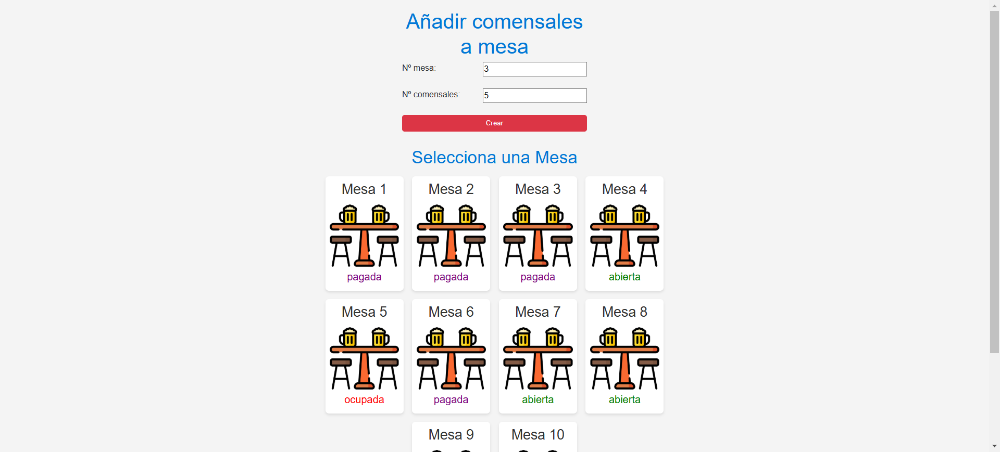 Añadir comensales
a mesa
Nº mesa: 3
Nº comensales: 5
Crear
Selecciona una Mesa
Mesa 1 Mesa 2 Mesa 3 Mesa 4
pagada pagada pagada abierta
Mesa 5 Mesa 6 Mesa 7 Mesa 8
ocupada pagada abierta abierta
Mesa 9 Mesa 10